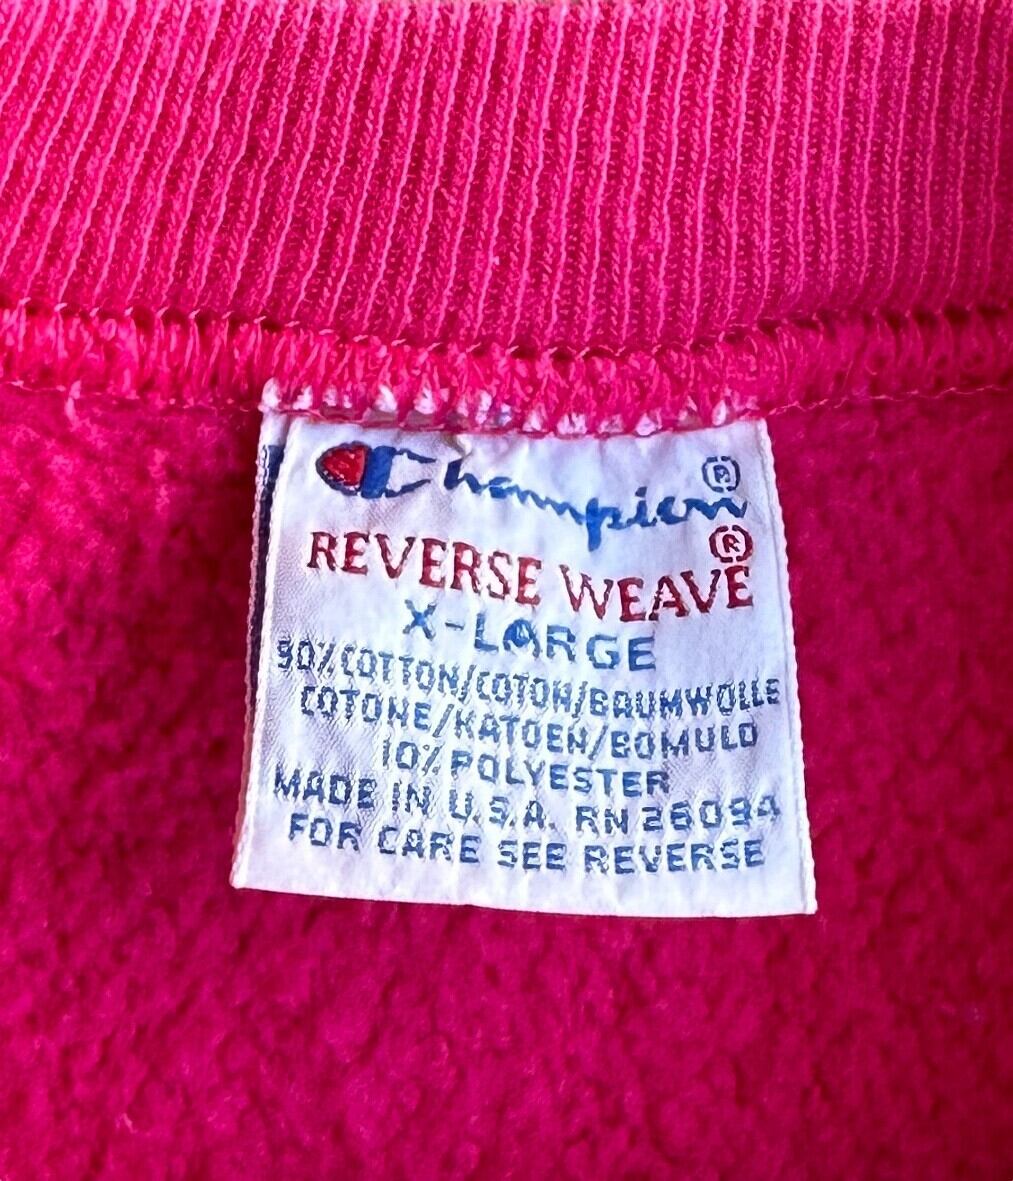 Champion®
REVERSE WEAVE®
X-LARGE
90% COTTON/COTON/BAUMWOLLE
COTONE/KATOEN/BOMULD
10% POLYESTER
MADE IN U.S.A. RN 26094
FOR CARE SEE REVERSE